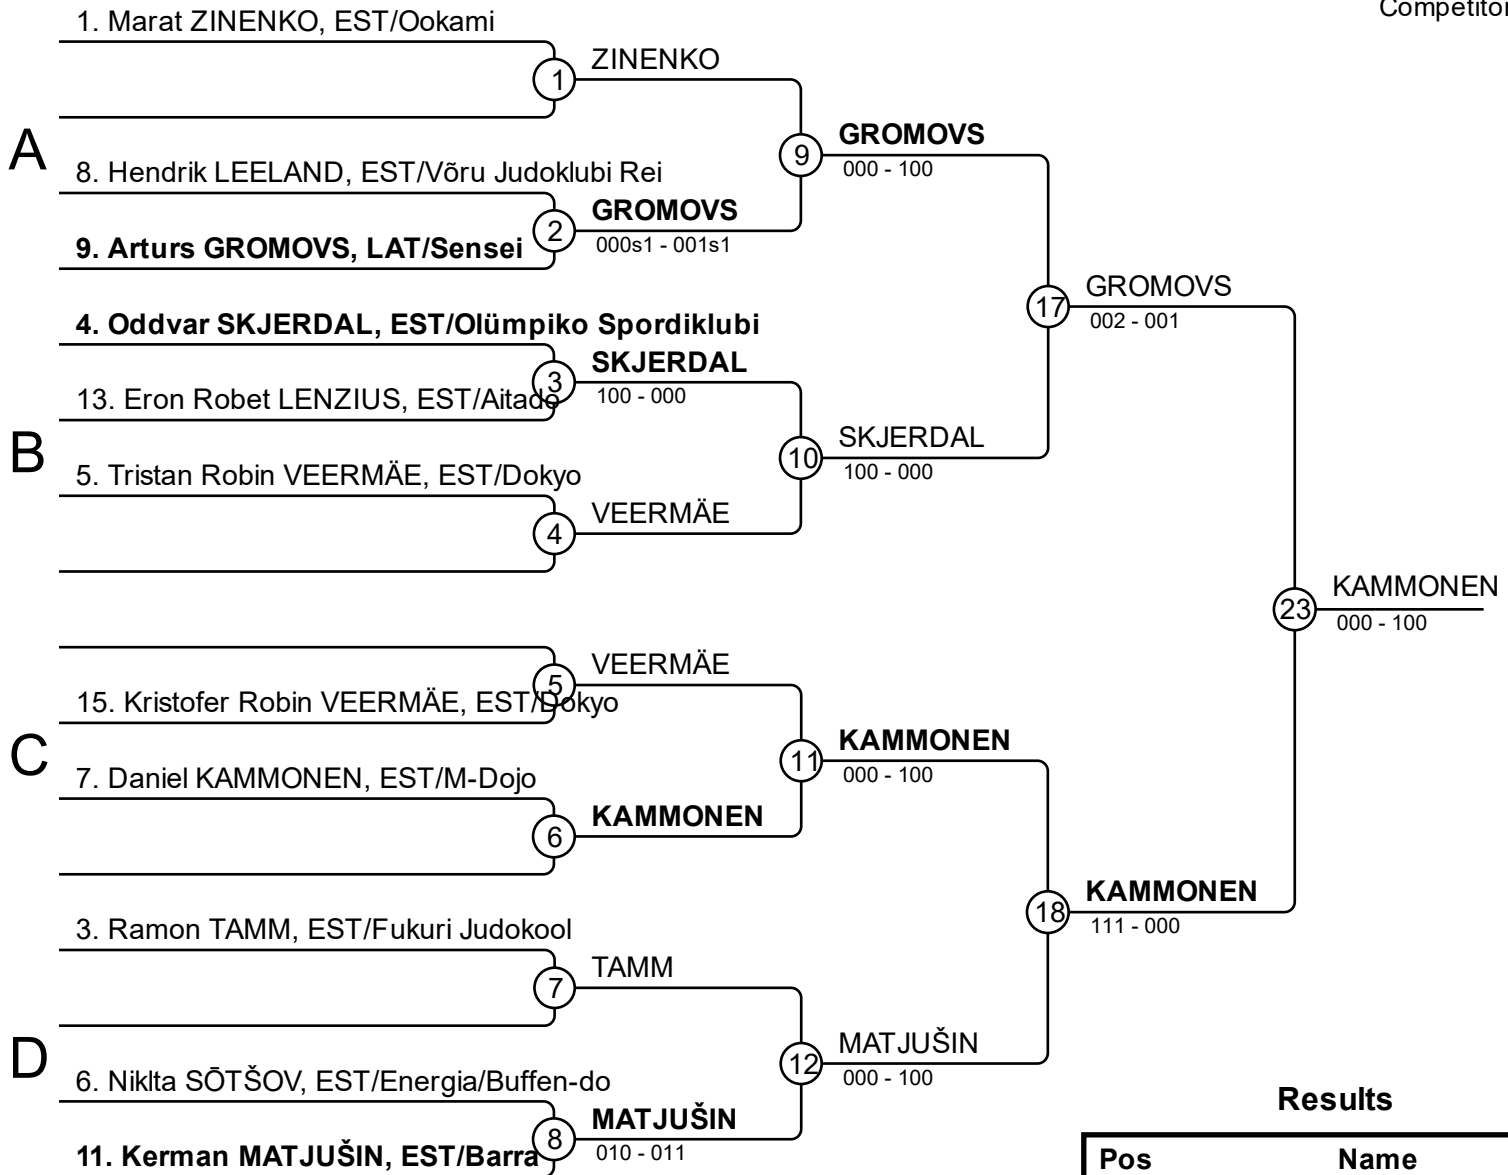 Competitor
1. Marat ZINENKO, EST/Ookami
1
ZINENKO
A
8. Hendrik LEELAND, EST/Võru Judoklubi Rei
9. Arturs GROMOVS, LAT/Sensei
2
GROMOVS
000s1 - 001s1
9
GROMOVS
000 - 100
4. Oddvar SKJERDAL, EST/Olümpiko Spordiklubi
13. Eron Robet LENZIUS, EST/Aitado
3
SKJERDAL
100 - 000
B
5. Tristan Robin VEERMÄE, EST/Dokyo
4
VEERMÄE
10
SKJERDAL
100 - 000
17
GROMOVS
002 - 001
15. Kristofer Robin VEERMÄE, EST/Dokyo
5
VEERMÄE
C
7. Daniel KAMMONEN, EST/M-Dojo
6
KAMMONEN
11
KAMMONEN
000 - 100
23
KAMMONEN
000 - 100
3. Ramon TAMM, EST/Fukuri Judokool
7
TAMM
D
6. NikIta SÕTŠOV, EST/Energia/Buffen-do
11. Kerman MATJUŠIN, EST/Barra
8
MATJUŠIN
010 - 011
12
MATJUŠIN
000 - 100
18
KAMMONEN
111 - 000
Results
Pos Name